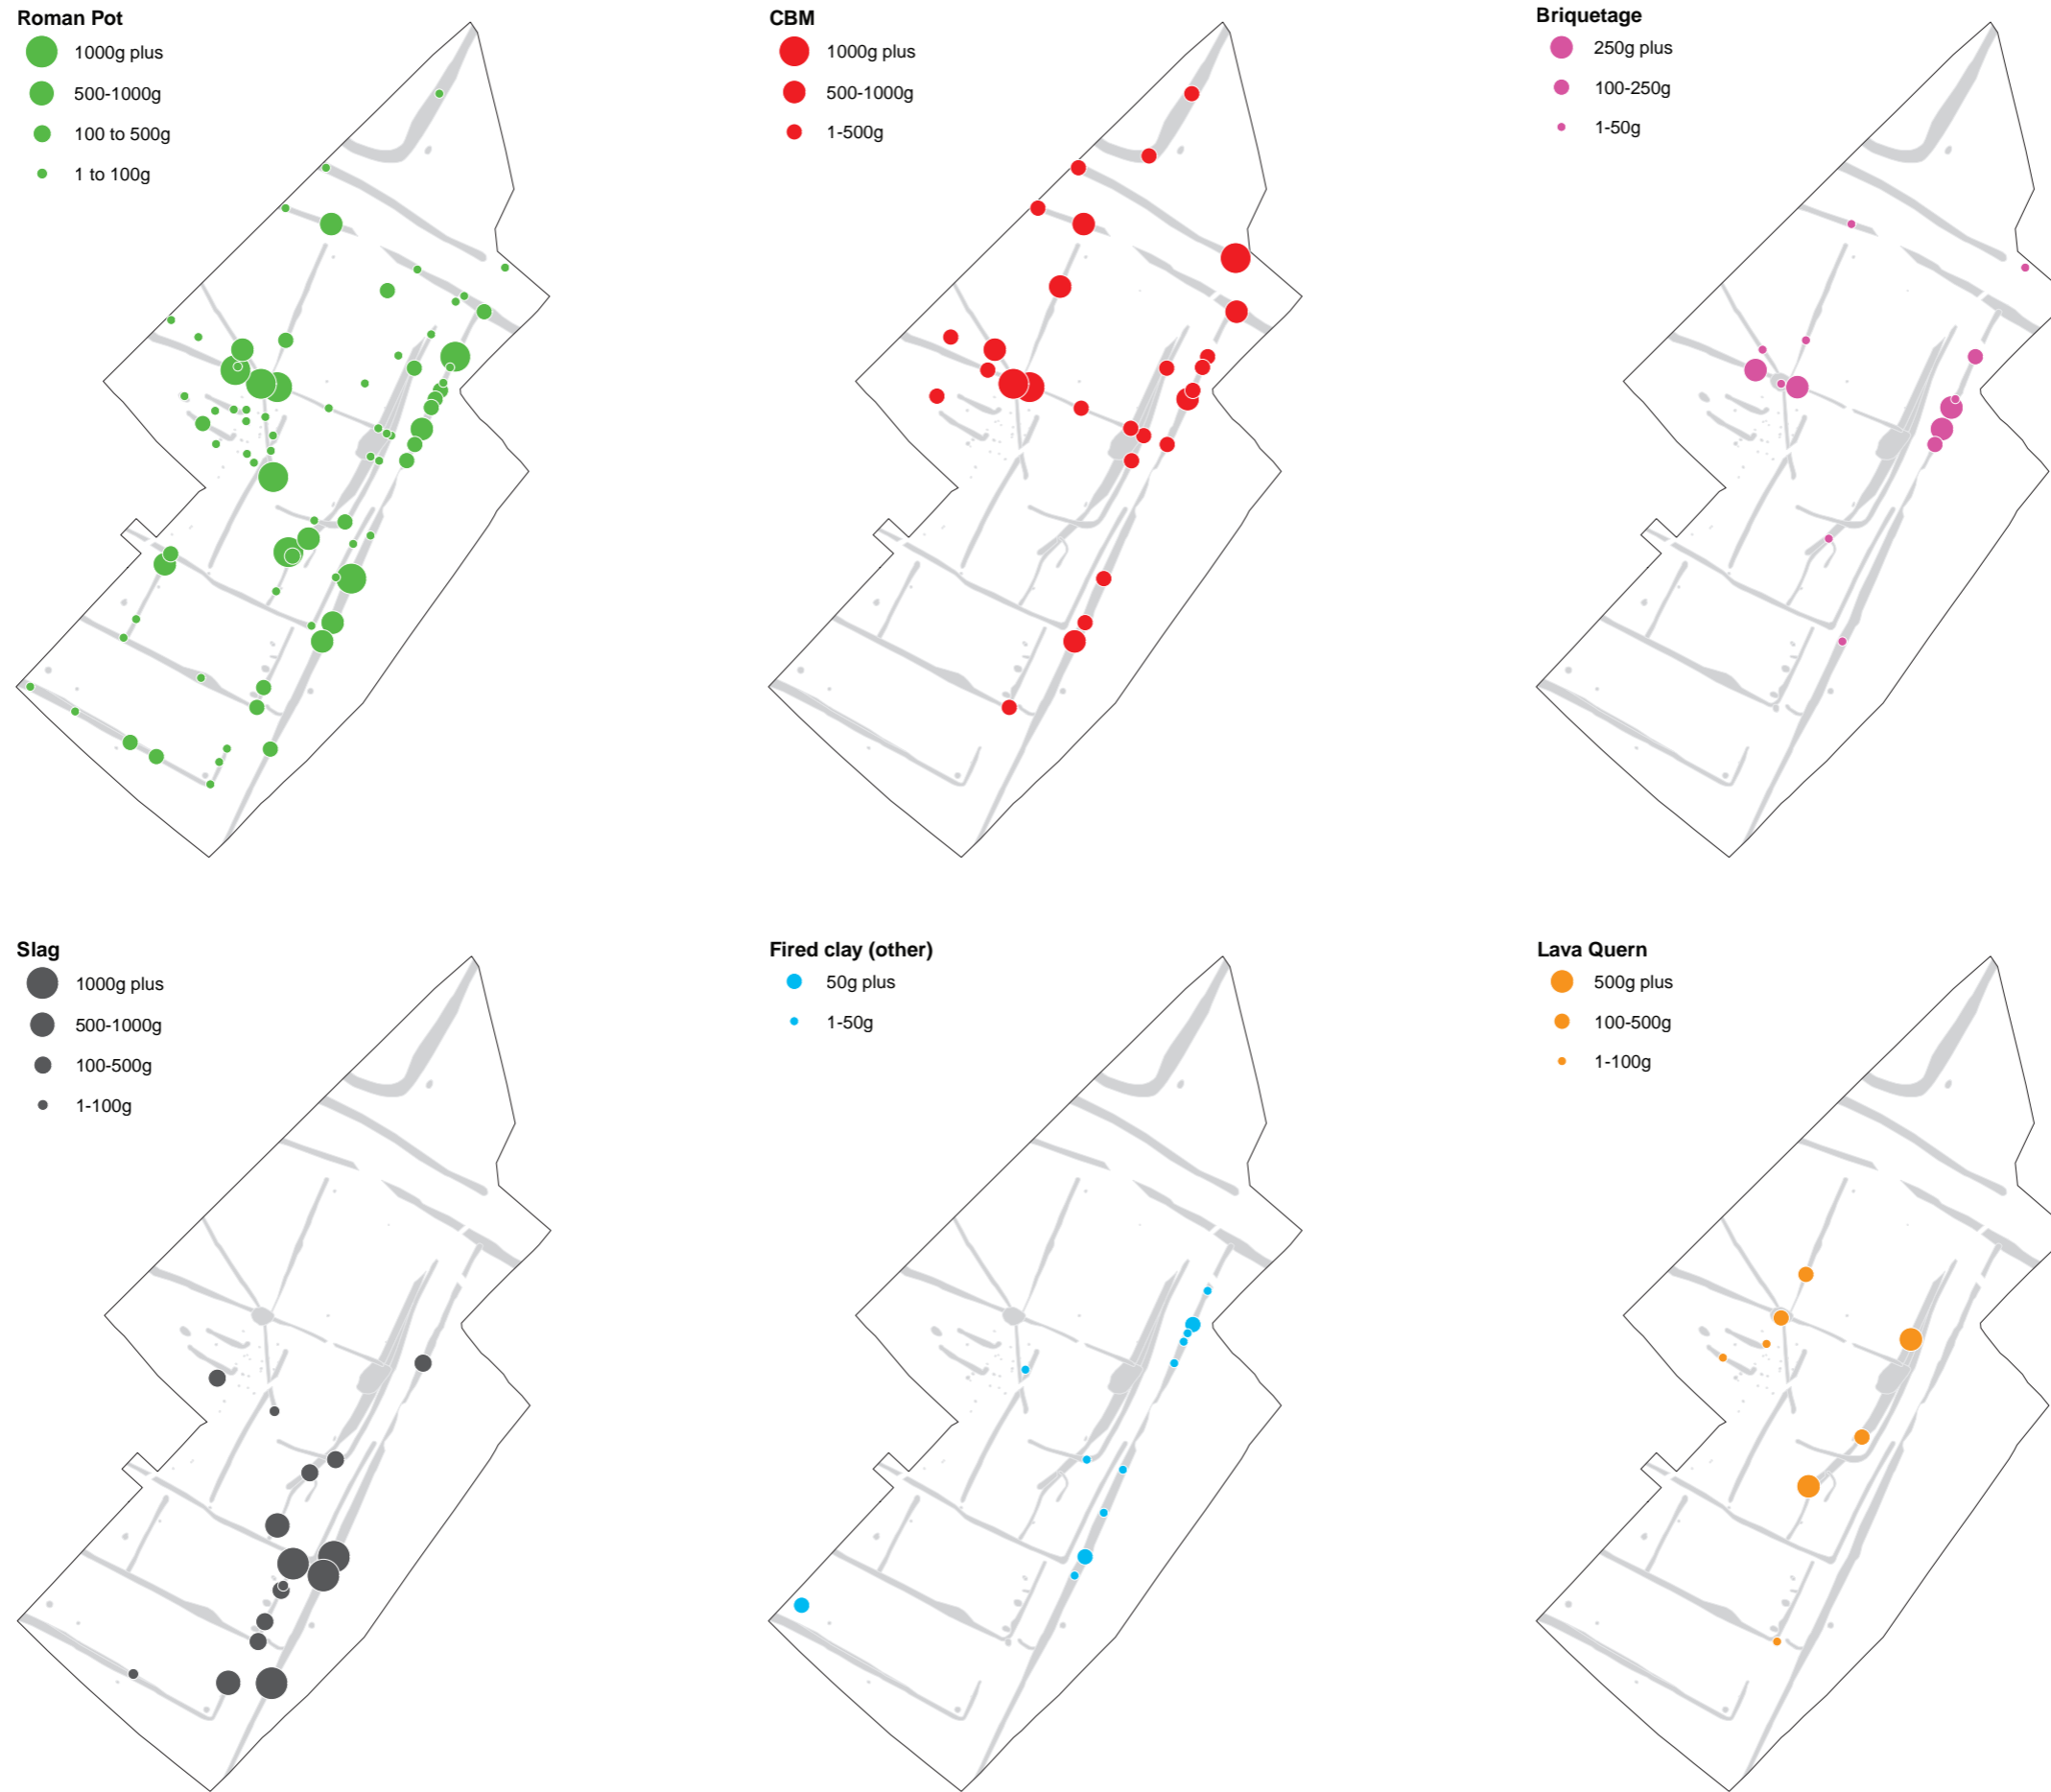 Roman Pot
1000g plus
500-1000g
100 to 500g
1 to 100g
CBM
1000g plus
500-1000g
1-500g
Briquetage
250g plus
100-250g
1-50g
Slag
1000g plus
500-1000g
100-500g
1-100g
Fired clay (other)
50g plus
1-50g
Lava Quern
500g plus
100-500g
1-100g